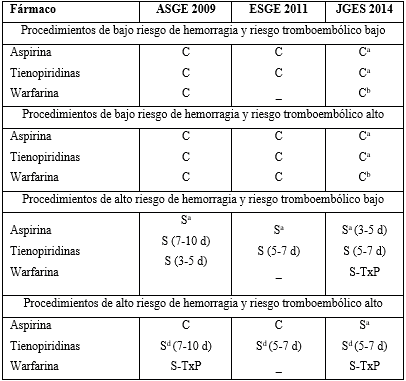 Fármaco ASGE 2009 ESGE 2011 JGES 2014
Procedimientos de bajo riesgo de hemorragia y riesgo tromboembólico bajo
Aspirina C C Cᵃ
Tienopiridinas C C Cᵃ
Warfarina C _ Cᵇ
Procedimientos de bajo riesgo de hemorragia y riesgo tromboembólico alto
Aspirina C C Cᵃ
Tienopiridinas C C Cᵃ
Warfarina C C Cᵇ
Procedimientos de alto riesgo de hemorragia y riesgo tromboembólico bajo
Aspirina Sᵃ Sᵃ Sᵃ (3-5 d)
Tienopiridinas S (7-10 d) S (5-7 d) S (5-7 d)
Warfarina S (3-5 d) _ S-TxP
Procedimientos de alto riesgo de hemorragia y riesgo tromboembólico alto
Aspirina C C Sᵃ
Tienopiridinas Sᵈ (7-10 d) Sᵈ (5-7 d) Sᵈ (5-7 d)
Warfarina S-TxP _ S-TxP